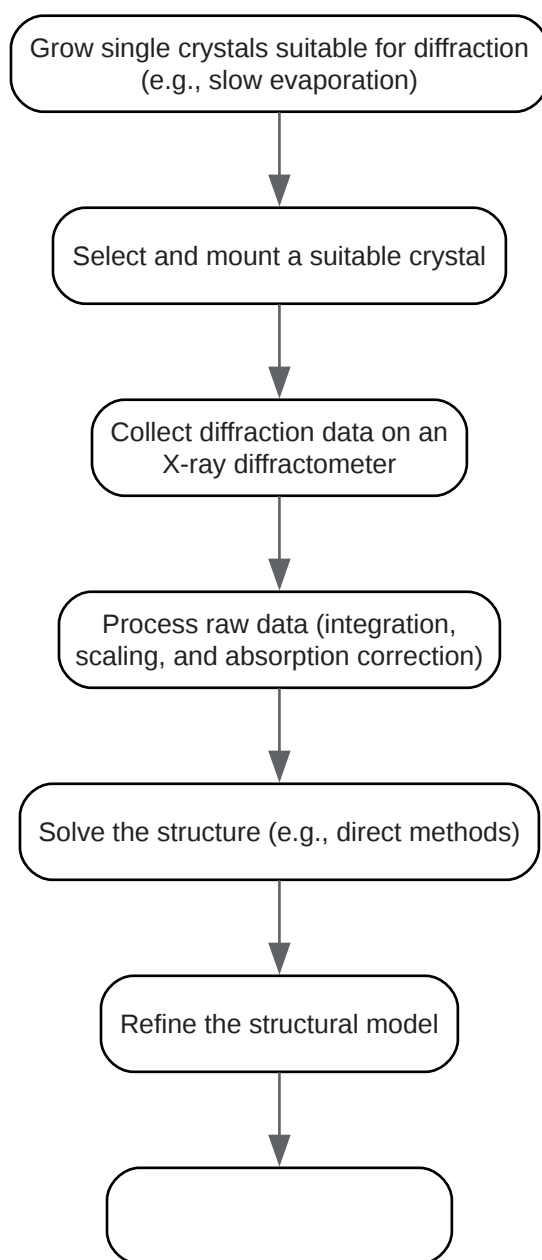 Grow single crystals suitable for diffraction
(e.g., slow evaporation)
Select and mount a suitable crystal
Collect diffraction data on an
X-ray diffractometer
Process raw data (integration,
scaling, and absorption correction)
Solve the structure (e.g., direct methods)
Refine the structural model